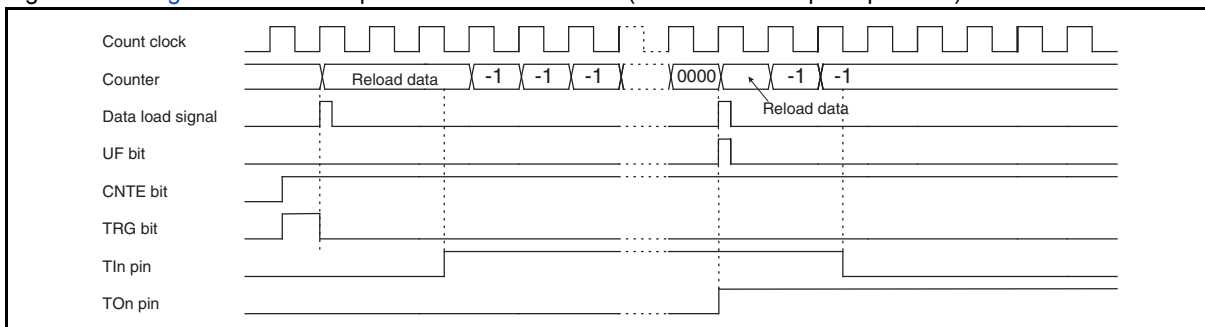 Count clock
Counter
Reload data
-1
-1
-1
0000
-1
-1
Reload data
Data load signal
UF bit
CNTE bit
TRG bit
TIn pin
TOn pin